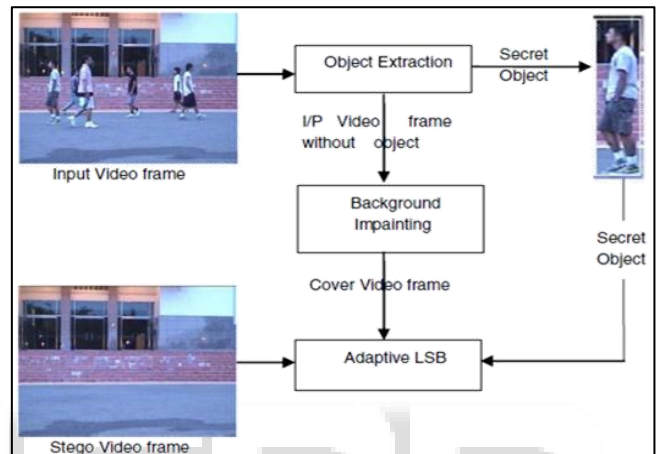 Object Extraction
Secret
Object
Input Video frame
I/P Video frame
without object
Background
Impainting
Secret
Object
Cover Video frame
Adaptive LSB
Stego Video frame